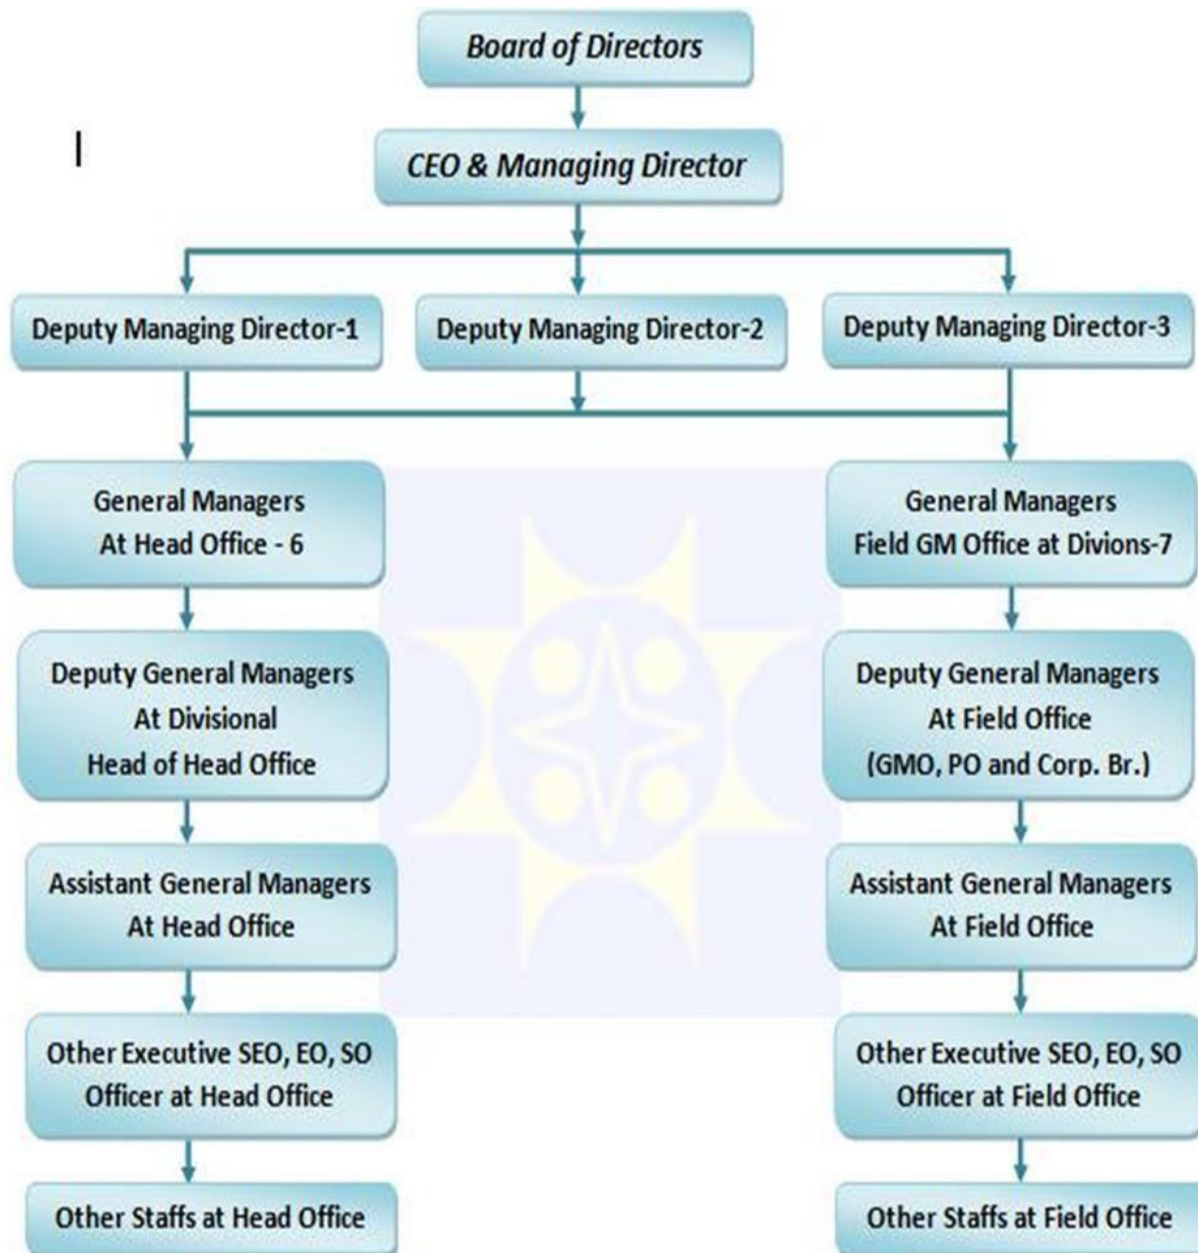 Board of Directors
|
CEO & Managing Director
Deputy Managing Director-1
Deputy Managing Director-2
Deputy Managing Director-3
General Managers
At Head Office - 6
General Managers
Field GM Office at Divions-7
Deputy General Managers
At Divisional
Head of Head Office
Deputy General Managers
At Field Office
(GMO, PO and Corp. Br.)
Assistant General Managers
At Head Office
Assistant General Managers
At Field Office
Other Executive SEO, EO, SO
Officer at Head Office
Other Executive SEO, EO, SO
Officer at Field Office
Other Staffs at Head Office
Other Staffs at Field Office